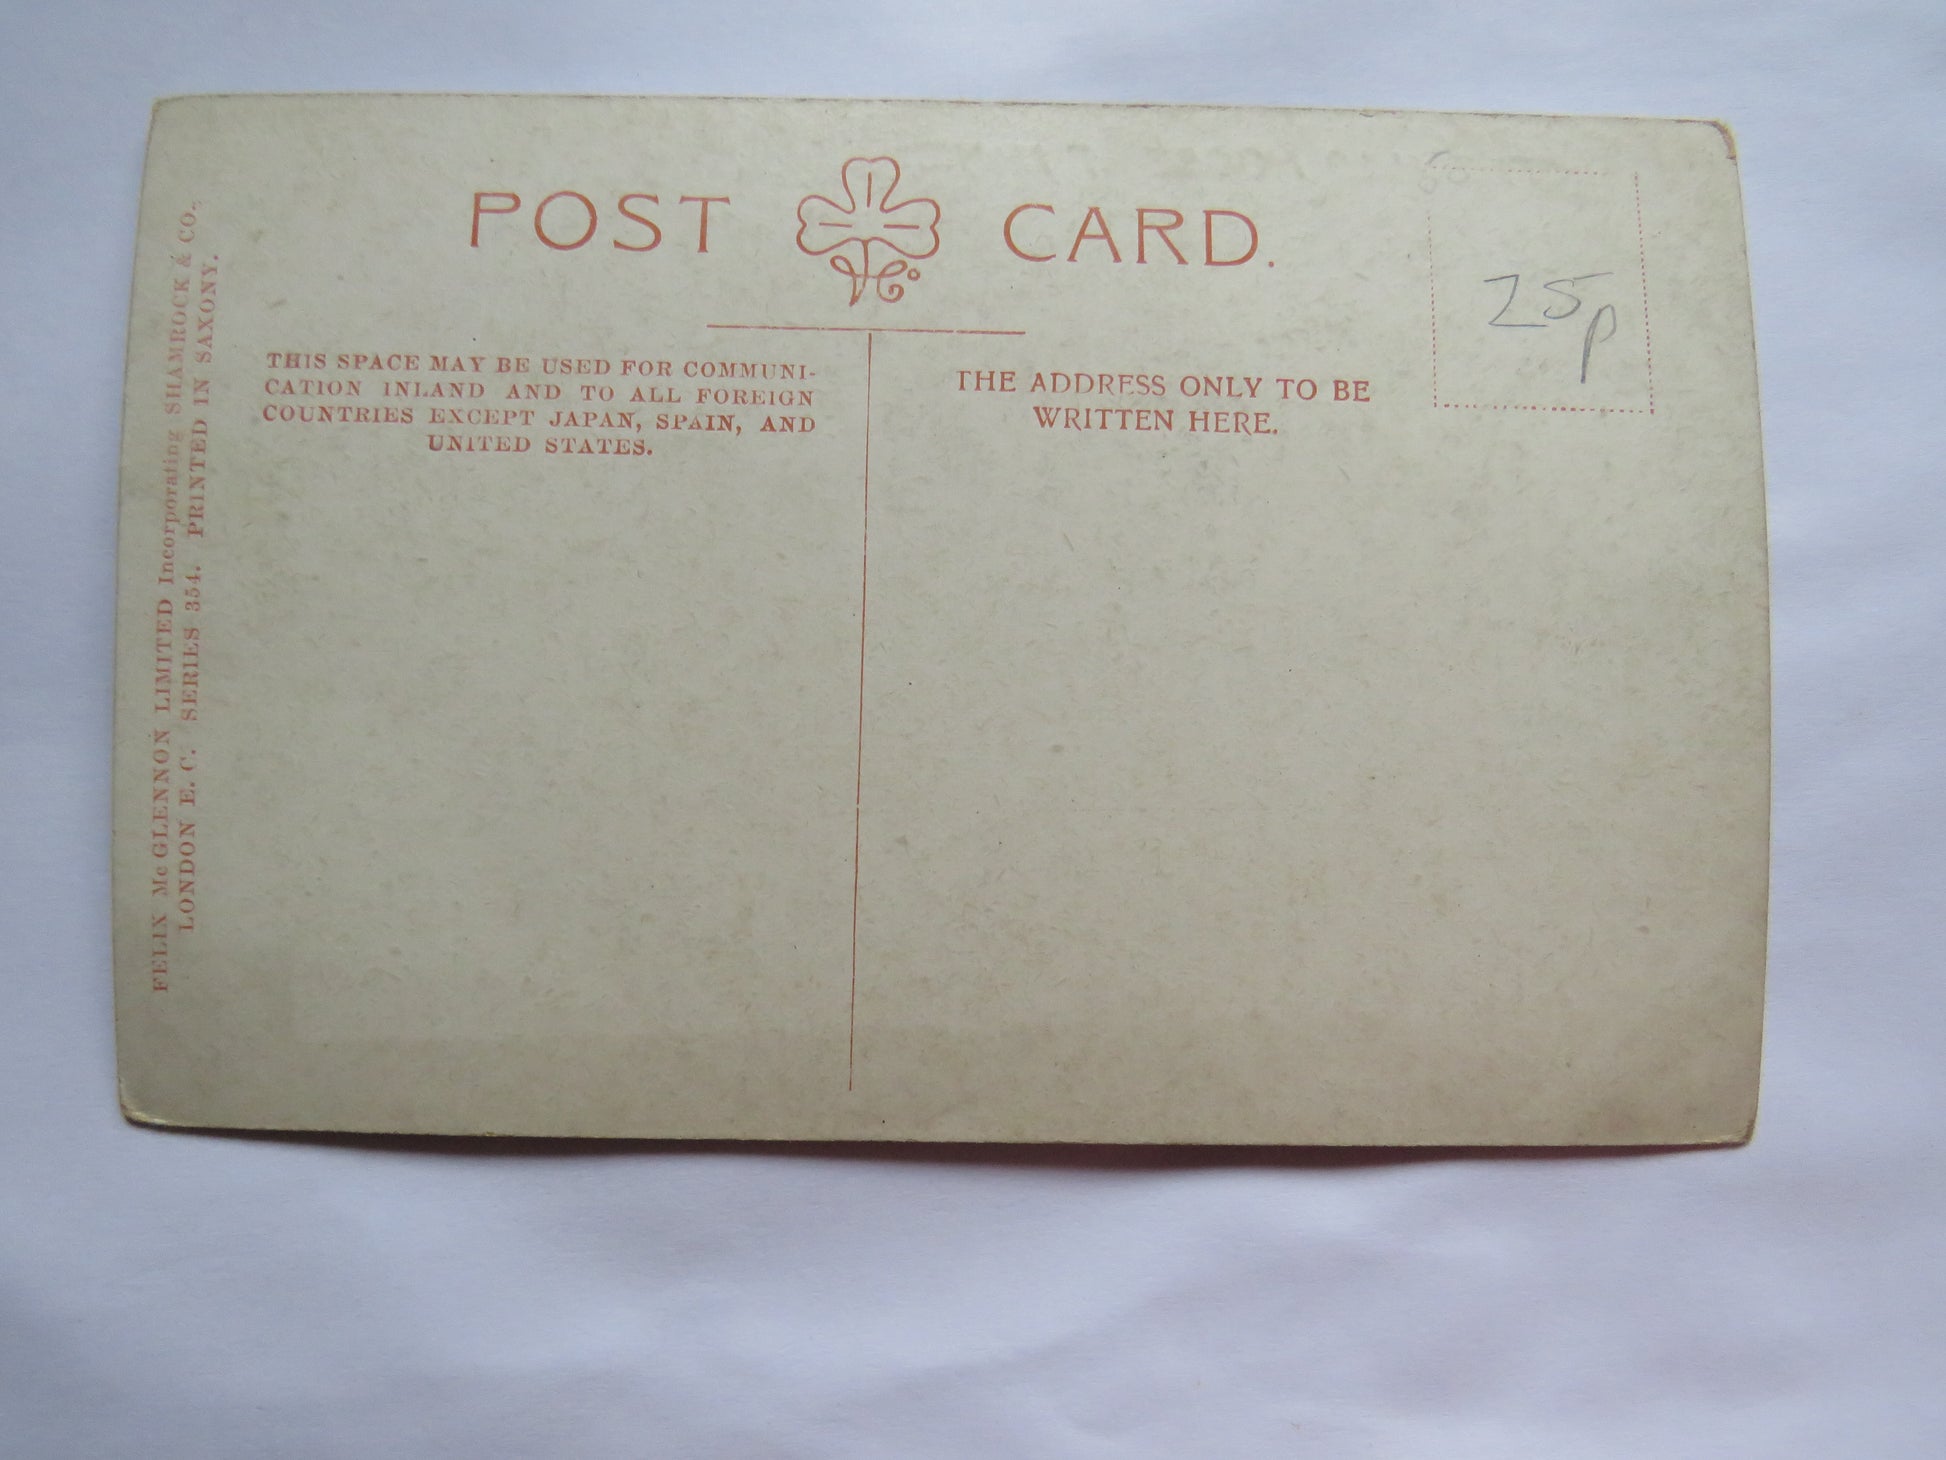 POST CARD.
THIS SPACE MAY BE USED FOR COMMUNI-
CATION INLAND AND TO ALL FOREIGN
COUNTRIES EXCEPT JAPAN, SPAIN, AND
UNITED STATES.
THE ADDRESS ONLY TO BE
WRITTEN HERE.
25p
FELIX McGLENNON LIMITED Incorporating SHAMROCK & CO.
LONDON E. C. SERIES 354. PRINTED IN SAXONY.